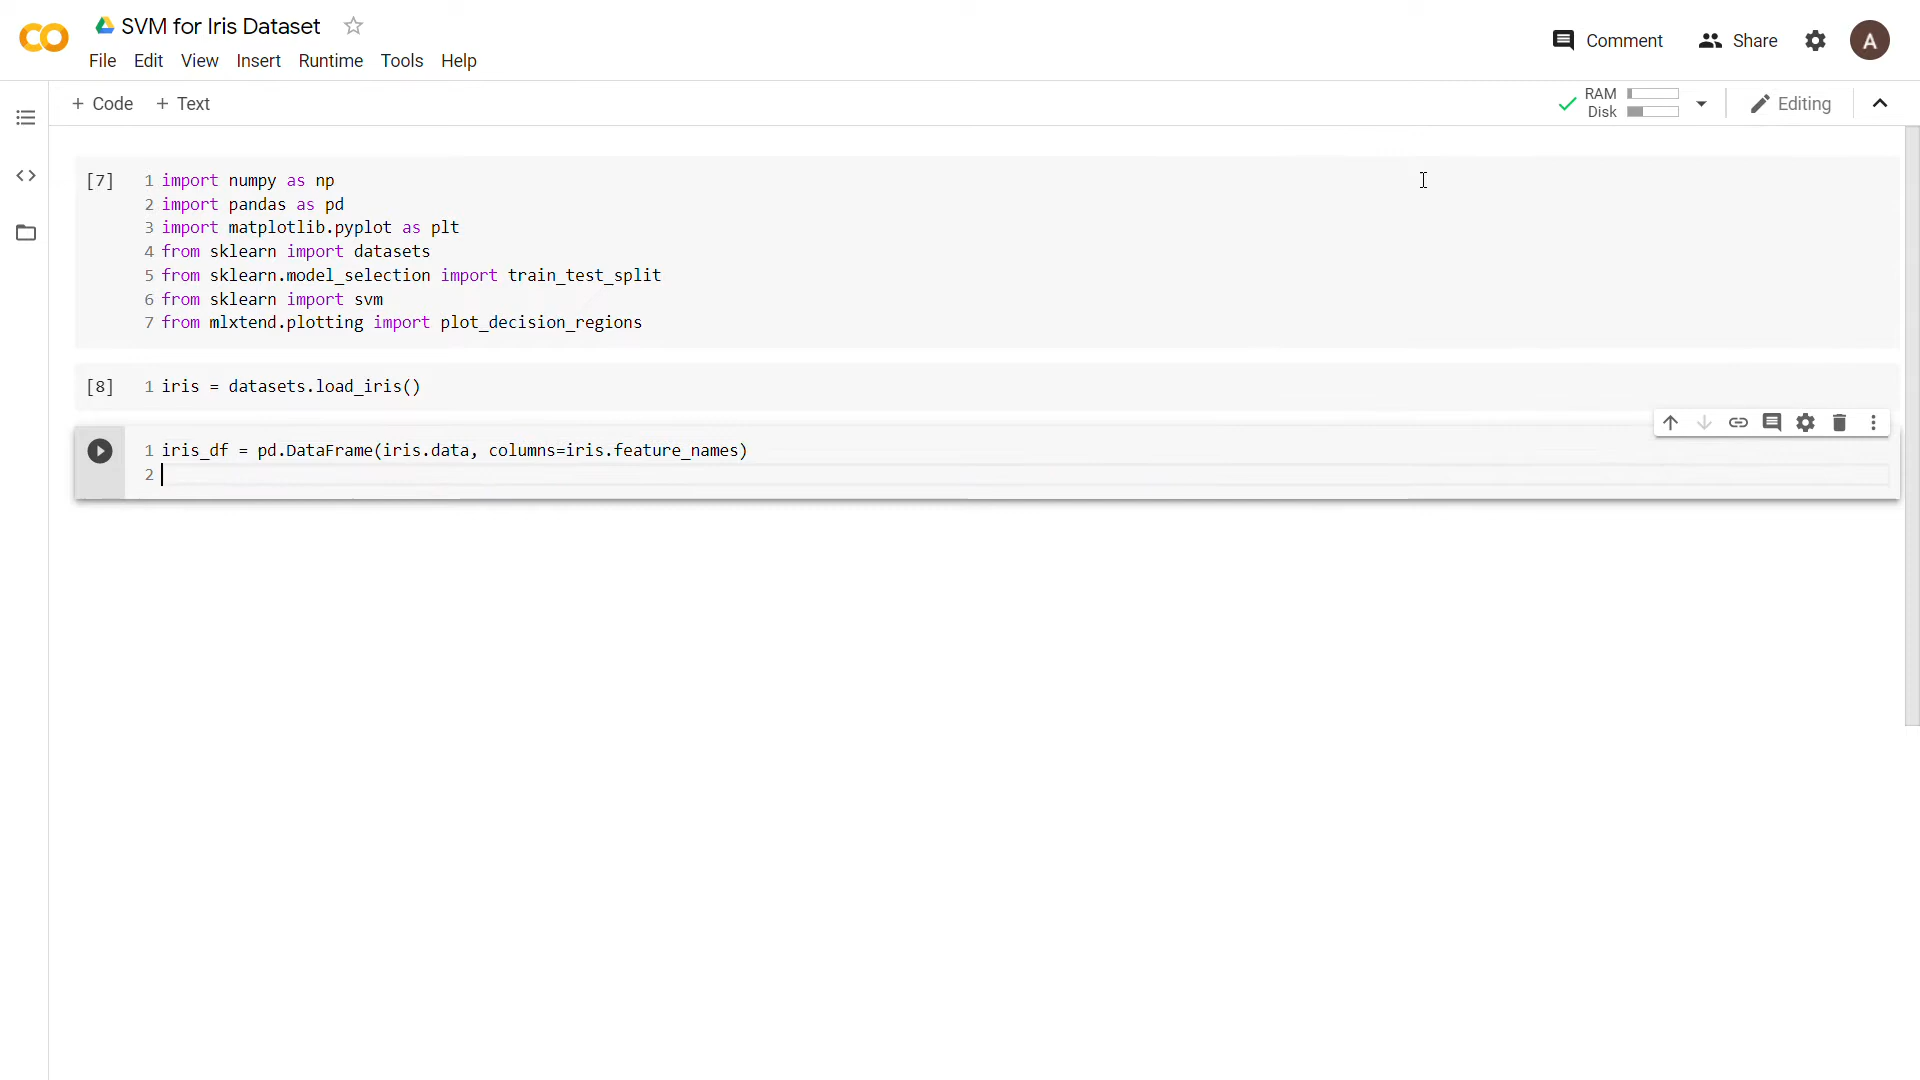 SVM for Iris Dataset
File Edit View Insert Runtime Tools Help
Comment Share A
+ Code + Text
RAM
Disk
Editing
[7] 1 import numpy as np
2 import pandas as pd
3 import matplotlib.pyplot as plt
4 from sklearn import datasets
5 from sklearn.model_selection import train_test_split
6 from sklearn import svm
7 from mlxtend.plotting import plot_decision_regions
[8] 1 iris = datasets.load_iris()
1 iris_df = pd.DataFrame(iris.data, columns=iris.feature_names)
2